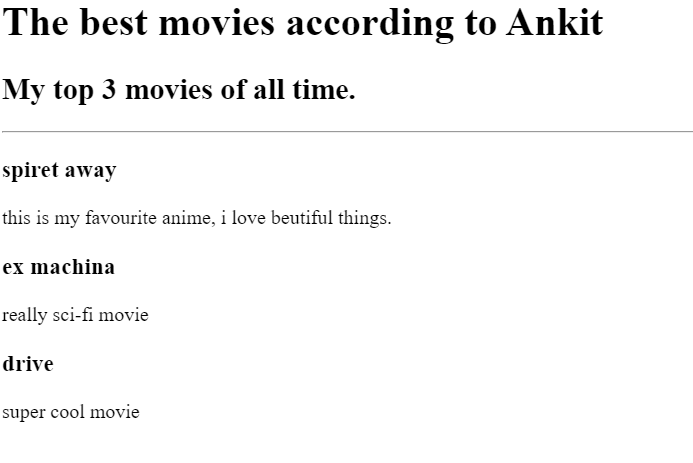 The best movies according to Ankit
My top 3 movies of all time.
spiret away
this is my favourite anime, i love beutiful things.
ex machina
really sci-fi movie
drive
super cool movie